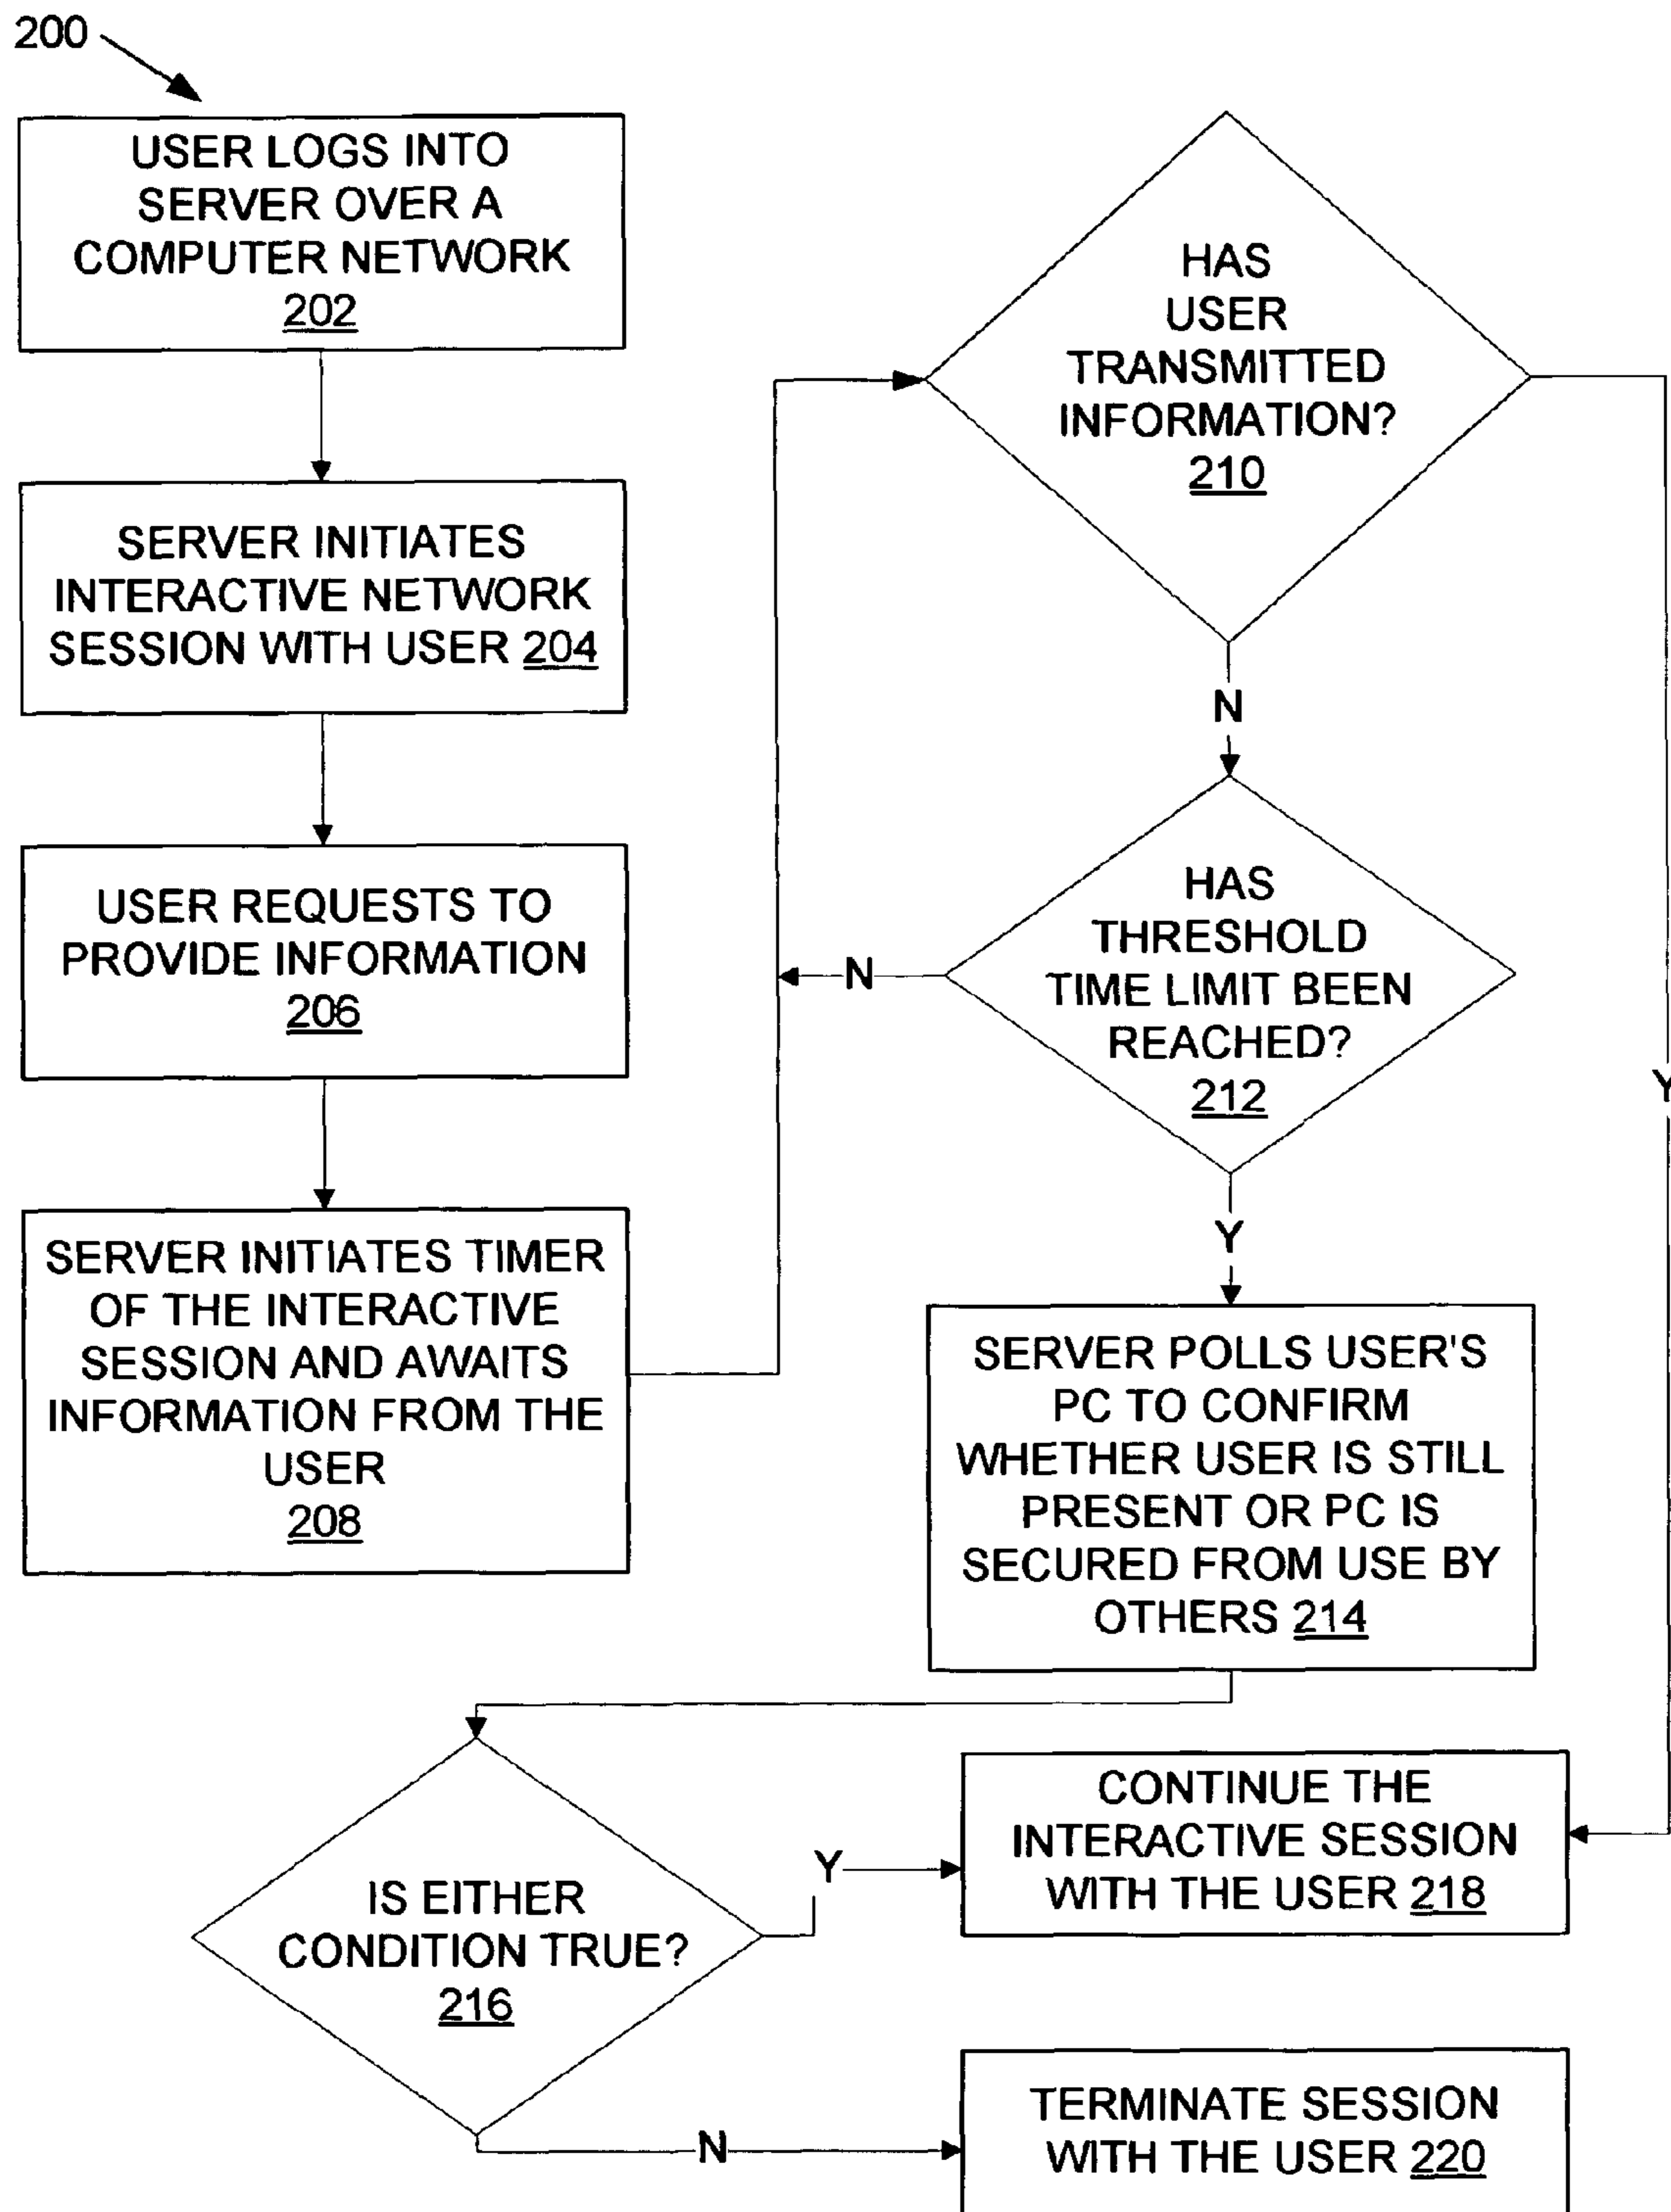 200
USER LOGS INTO
SERVER OVER A
COMPUTER NETWORK
202
SERVER INITIATES
INTERACTIVE NETWORK
SESSION WITH USER 204
USER REQUESTS TO
PROVIDE INFORMATION
206
SERVER INITIATES TIMER
OF THE INTERACTIVE
SESSION AND AWAITS
INFORMATION FROM THE
USER
208
HAS
USER
TRANSMITTED
INFORMATION?
210
N
Y
HAS
THRESHOLD
TIME LIMIT BEEN
REACHED?
212
N
Y
SERVER POLLS USER'S
PC TO CONFIRM
WHETHER USER IS STILL
PRESENT OR PC IS
SECURED FROM USE BY
OTHERS 214
IS EITHER
CONDITION TRUE?
216
Y
N
CONTINUE THE
INTERACTIVE SESSION
WITH THE USER 218
TERMINATE SESSION
WITH THE USER 220